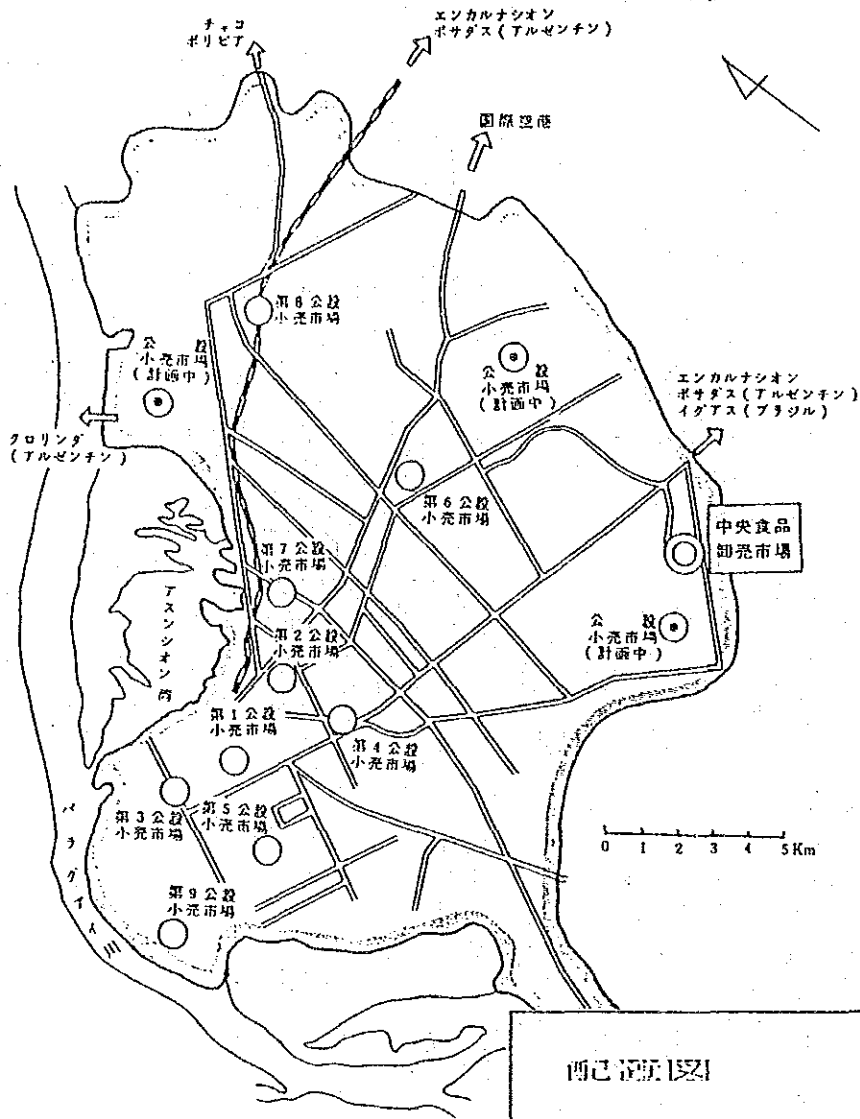 チャコ
ボリビア
エンカルナシオン
ポサダス(アルゼンチン)
国際空港
第8公設
小売市場
公設
小売市場
(計画中)
公設
小売市場
(計画中)
エンカルナシオン
ポサダス(アルゼンチン)
イグアス(ブラジル)
クロリンダ
(アルゼンチン)
第6公設
小売市場
中央食品
卸売市場
第7公設
小売市場
アスンシオン湾
第2公設
小売市場
公設
小売市場
(計画中)
第1公設
小売市場
第4公設
小売市場
第3公設
小売市場
第5公設
小売市場
0 1 2 3 4 5Km
パラグアイ川
第9公設
小売市場
配置図